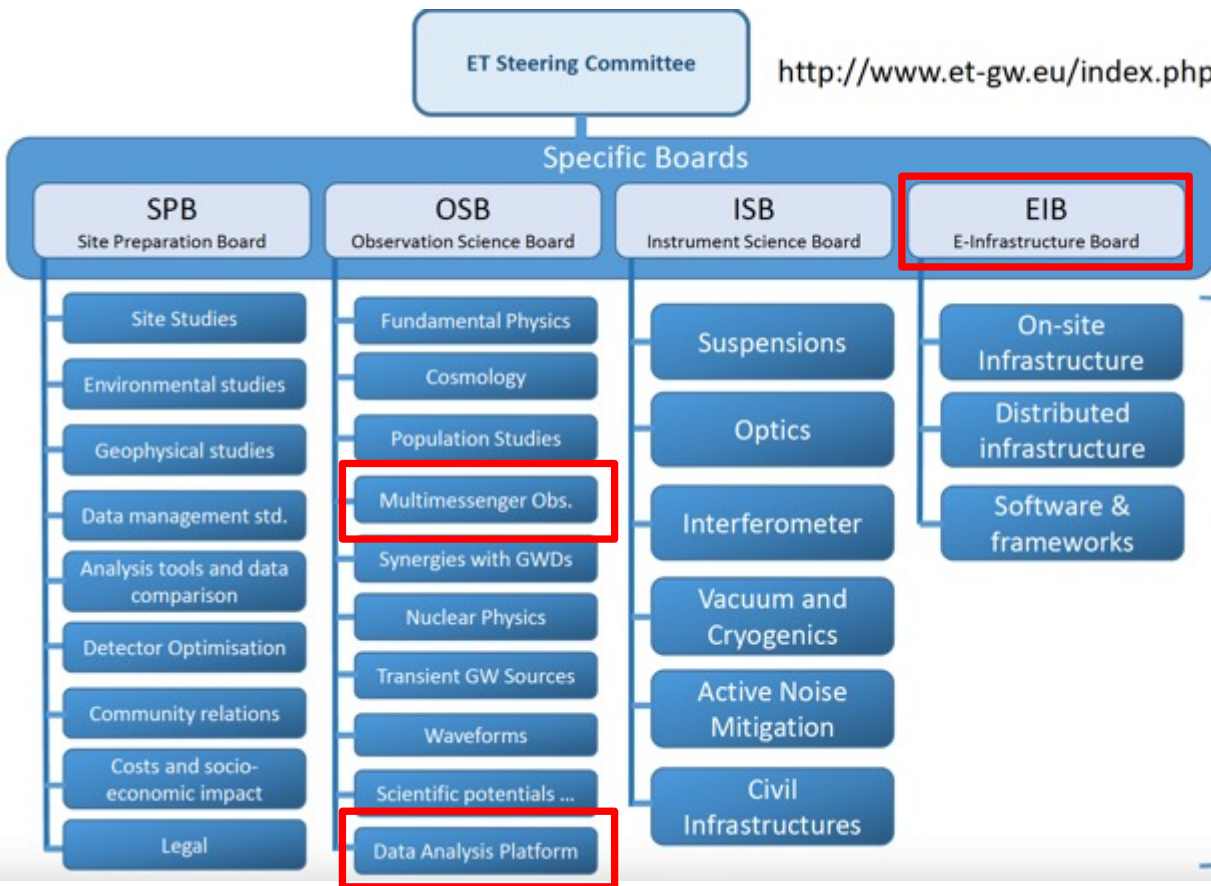 ET Steering Committee
http://www.et-gw.eu/index.php
Specific Boards
SPB
Site Preparation Board
Site Studies
Environmental studies
Geophysical studies
Data management std.
Analysis tools and data
comparison
Detector Optimisation
Community relations
Costs and socio-
economic impact
Legal
OSB
Observation Science Board
Fundamental Physics
Cosmology
Population Studies
Multimessenger Obs.
Synergies with GWDs
Nuclear Physics
Transient GW Sources
Waveforms
Scientific potentials ...
Data Analysis Platform
ISB
Instrument Science Board
Suspensions
Optics
Interferometer
Vacuum and
Cryogenics
Active Noise
Mitigation
Civil
Infrastructures
EIB
E-Infrastructure Board
On-site
Infrastructure
Distributed
infrastructure
Software &
frameworks